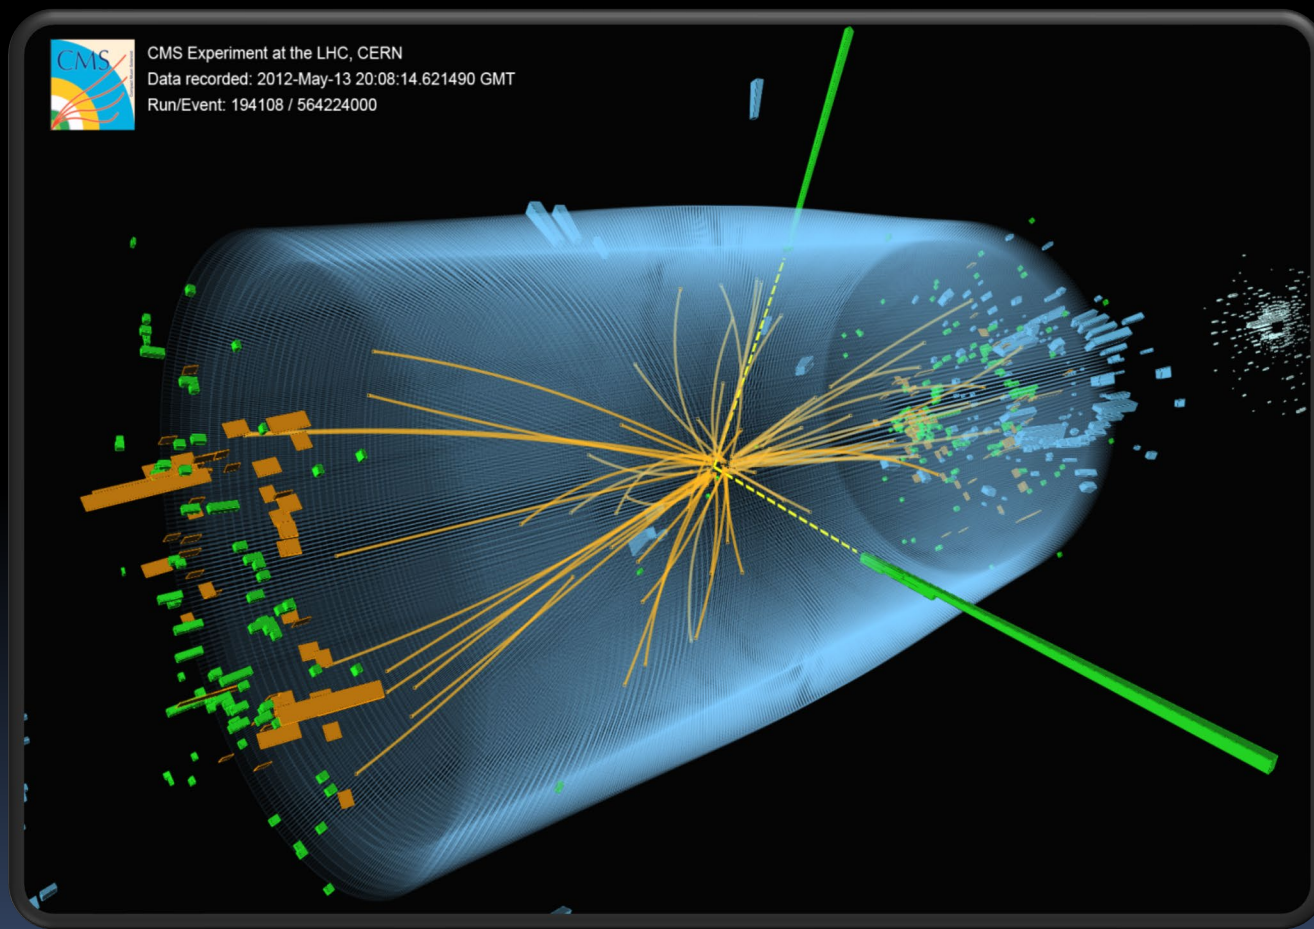 CMS
CMS Experiment at the LHC, CERN
Data recorded: 2012-May-13 20:08:14.621490 GMT
Run/Event: 194108 / 564224000